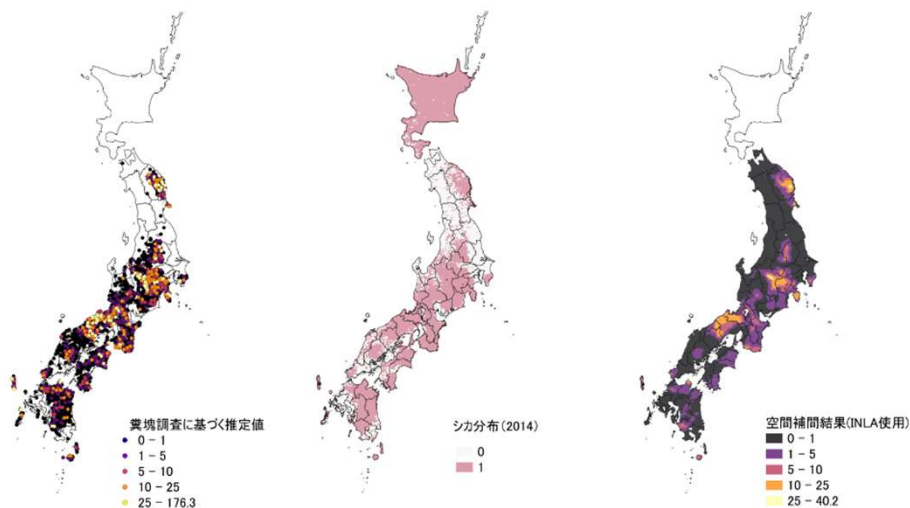 糞塊調査に基づく推定値
0 - 1
1 - 5
5 - 10
10 - 25
25 - 176.3
シカ分布(2014)
0
1
空間補間結果(INLA使用)
0 - 1
1 - 5
5 - 10
10 - 25
25 - 40.2